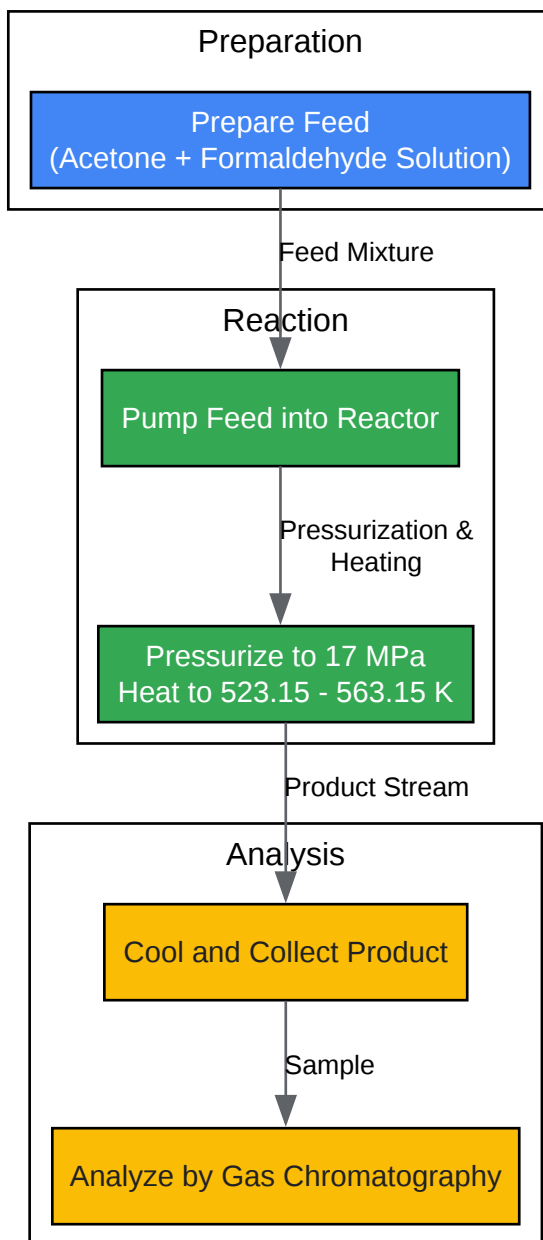 Preparation
Prepare Feed
(Acetone + Formaldehyde Solution)
Feed Mixture
Reaction
Pump Feed into Reactor
Pressurization &
Heating
Pressurize to 17 MPa
Heat to 523.15 - 563.15 K
Product Stream
Analysis
Cool and Collect Product
Sample
Analyze by Gas Chromatography